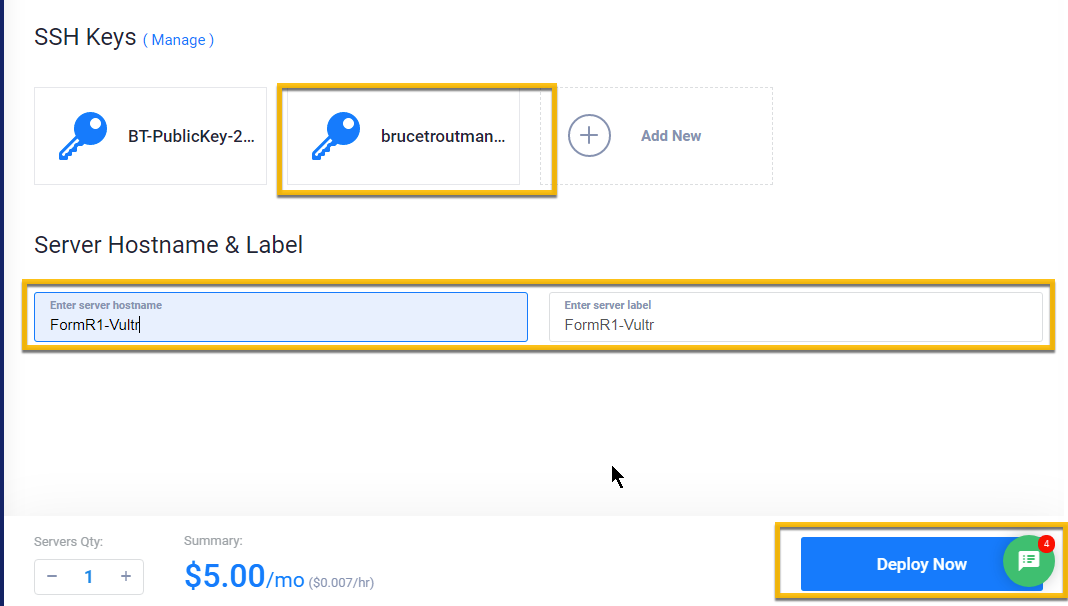 SSH Keys ( Manage )
BT-PublicKey-2...
brucetroutman...
Add New
Server Hostname & Label
Enter server hostname
FormR1-Vultr
Enter server label
FormR1-Vultr
Servers Qty:
1
Summary:
$5.00/mo ($0.007/hr)
Deploy Now
4